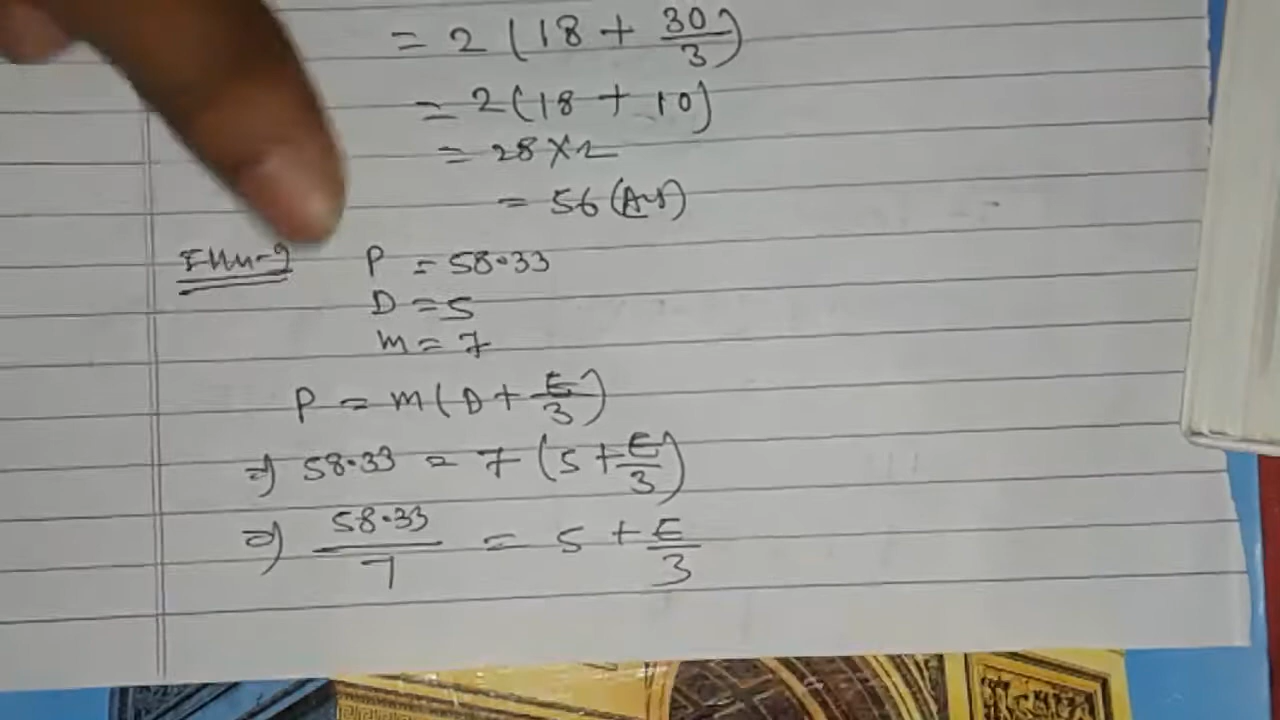 = 2 (18 + 30/3)
= 2(18 + 10)
= 28 × 2
= 56 (Ans)
P = 58.33
D = 5
m = 7
P = m(D + E/3)
⇒) 58.33 = 7 (5 + E/3)
⇒) 58.33/7 = 5 + E/3